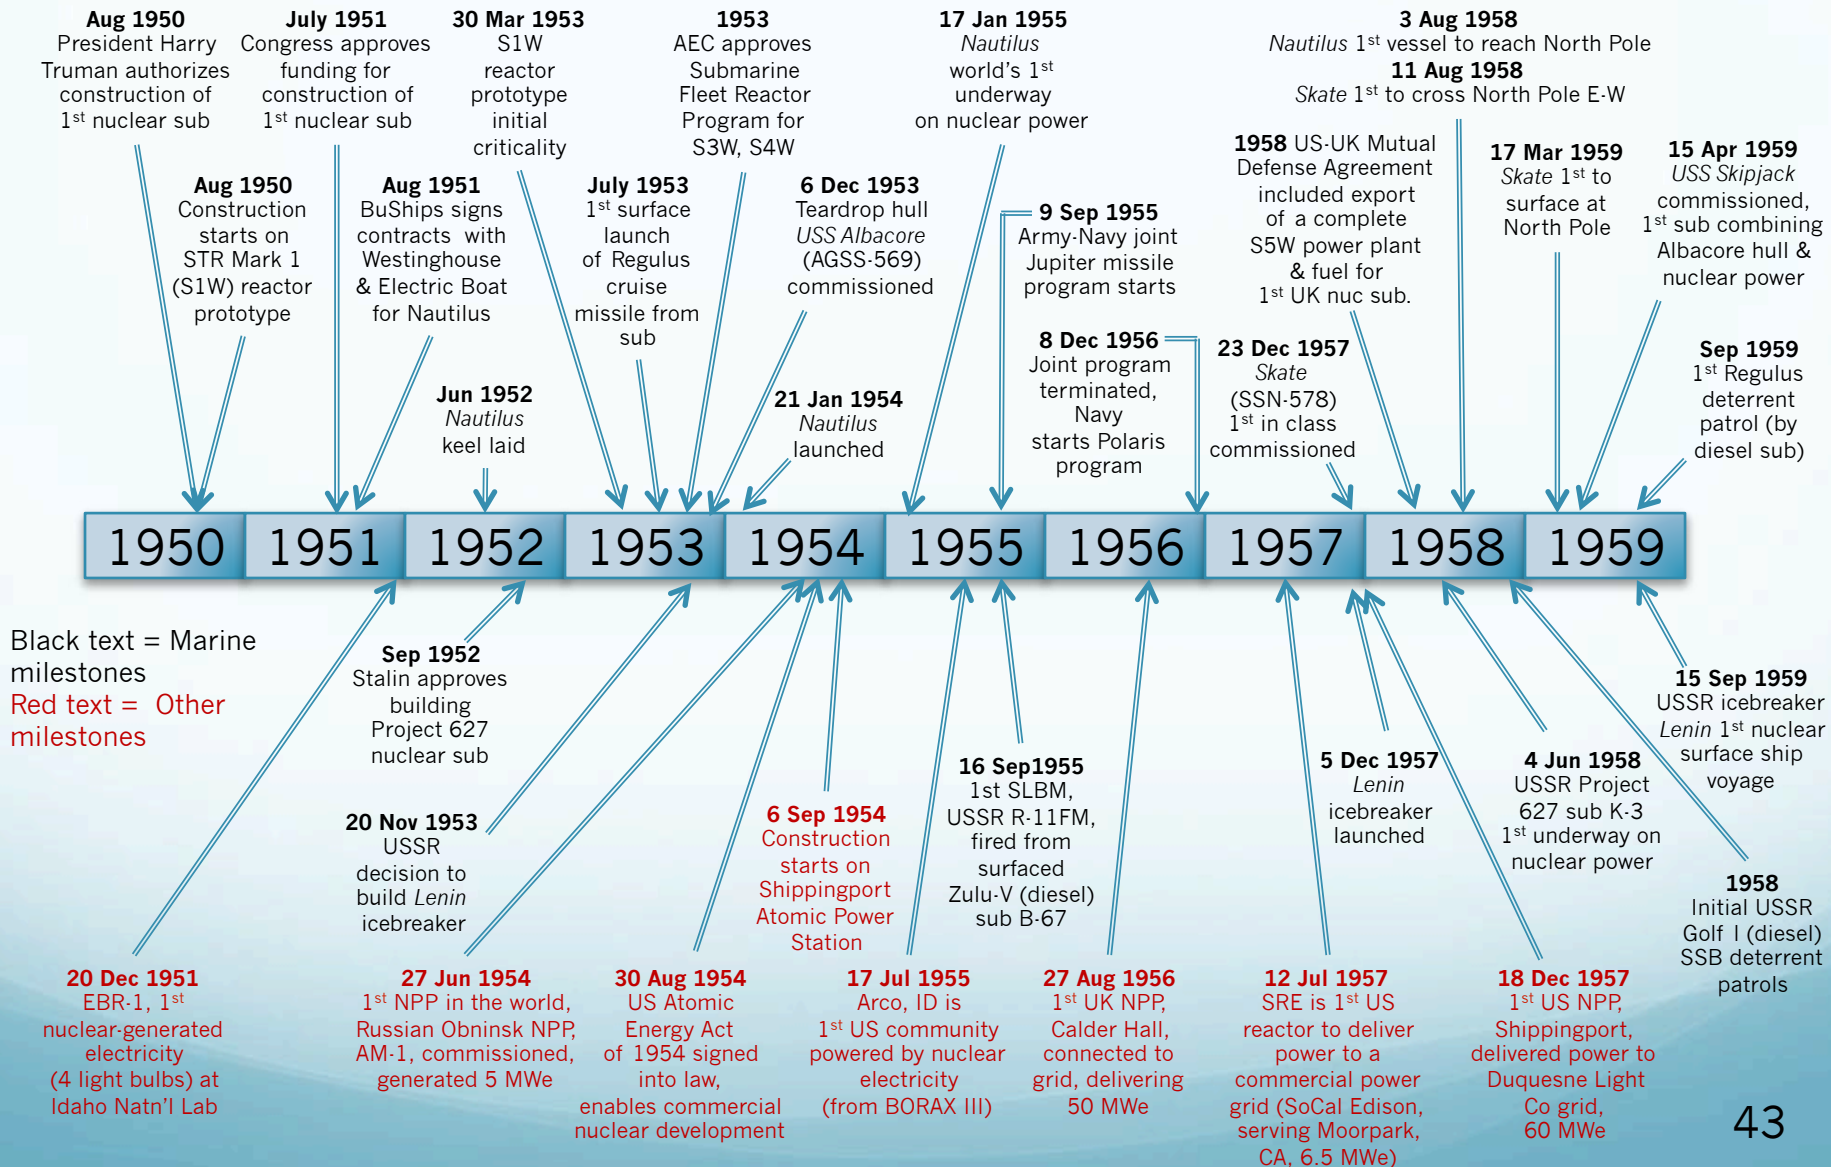 Aug 1950
President Harry
Truman authorizes
construction of
1st nuclear sub
July 1951
Congress approves
funding for
construction of
1st nuclear sub
30 Mar 1953
S1W
reactor
prototype
initial
criticality
1953
AEC approves
Submarine
Fleet Reactor
Program for
S3W, S4W
17 Jan 1955
Nautilus
world's 1st
underway
on nuclear power
3 Aug 1958
Nautilus 1st vessel to reach North Pole
11 Aug 1958
Skate 1st to cross North Pole E-W
Aug 1950
Construction
starts on
STR Mark 1
(S1W) reactor
prototype
Aug 1951
BuShips signs
contracts with
Westinghouse
& Electric Boat
for Nautilus
July 1953
1st surface
launch
of Regulus
cruise
missile from
sub
6 Dec 1953
Teardrop hull
USS Albacore
(AGSS-569)
commissioned
9 Sep 1955
Army-Navy joint
Jupiter missile
program starts
1958 US-UK Mutual
Defense Agreement
included export
of a complete
S5W power plant
& fuel for
1st UK nuc sub.
17 Mar 1959
Skate 1st to
surface at
North Pole
15 Apr 1959
USS Skipjack
commissioned,
1st sub combining
Albacore hull &
nuclear power
Jun 1952
Nautilus
keel laid
21 Jan 1954
Nautilus
launched
8 Dec 1956
Joint program
terminated,
Navy
starts Polaris
program
23 Dec 1957
Skate
(SSN-578)
1st in class
commissioned
Sep 1959
1st Regulus
deterrent
patrol (by
diesel sub)
1950 1951 1952 1953 1954 1955 1956 1957 1958 1959
Black text = Marine
milestones
Red text = Other
milestones
Sep 1952
Stalin approves
building
Project 627
nuclear sub
20 Nov 1953
USSR
decision to
build Lenin
icebreaker
6 Sep 1954
Construction
starts on
Shippingport
Atomic Power
Station
16 Sep1955
1st SLBM,
USSR R-11FM,
fired from
surfaced
Zulu-V (diesel)
sub B-67
5 Dec 1957
Lenin
icebreaker
launched
4 Jun 1958
USSR Project
627 sub K-3
1st underway on
nuclear power
15 Sep 1959
USSR icebreaker
Lenin 1st nuclear
surface ship
voyage
1958
Initial USSR
Golf I (diesel)
SSB deterrent
patrols
20 Dec 1951
EBR-1, 1st
nuclear-generated
electricity
(4 light bulbs) at
Idaho Natn'l Lab
27 Jun 1954
1st NPP in the world,
Russian Obninsk NPP,
AM-1, commissioned,
generated 5 MWe
30 Aug 1954
US Atomic
Energy Act
of 1954 signed
into law,
enables commercial
nuclear development
17 Jul 1955
Arco, ID is
1st US community
powered by nuclear
electricity
(from BORAX III)
27 Aug 1956
1st UK NPP,
Calder Hall,
connected to
grid, delivering
50 MWe
12 Jul 1957
SRE is 1st US
reactor to deliver
power to a
commercial power
grid (SoCal Edison,
serving Moorpark,
CA, 6.5 MWe)
18 Dec 1957
1st US NPP,
Shippingport,
delivered power to
Duquesne Light
Co grid,
60 MWe
43